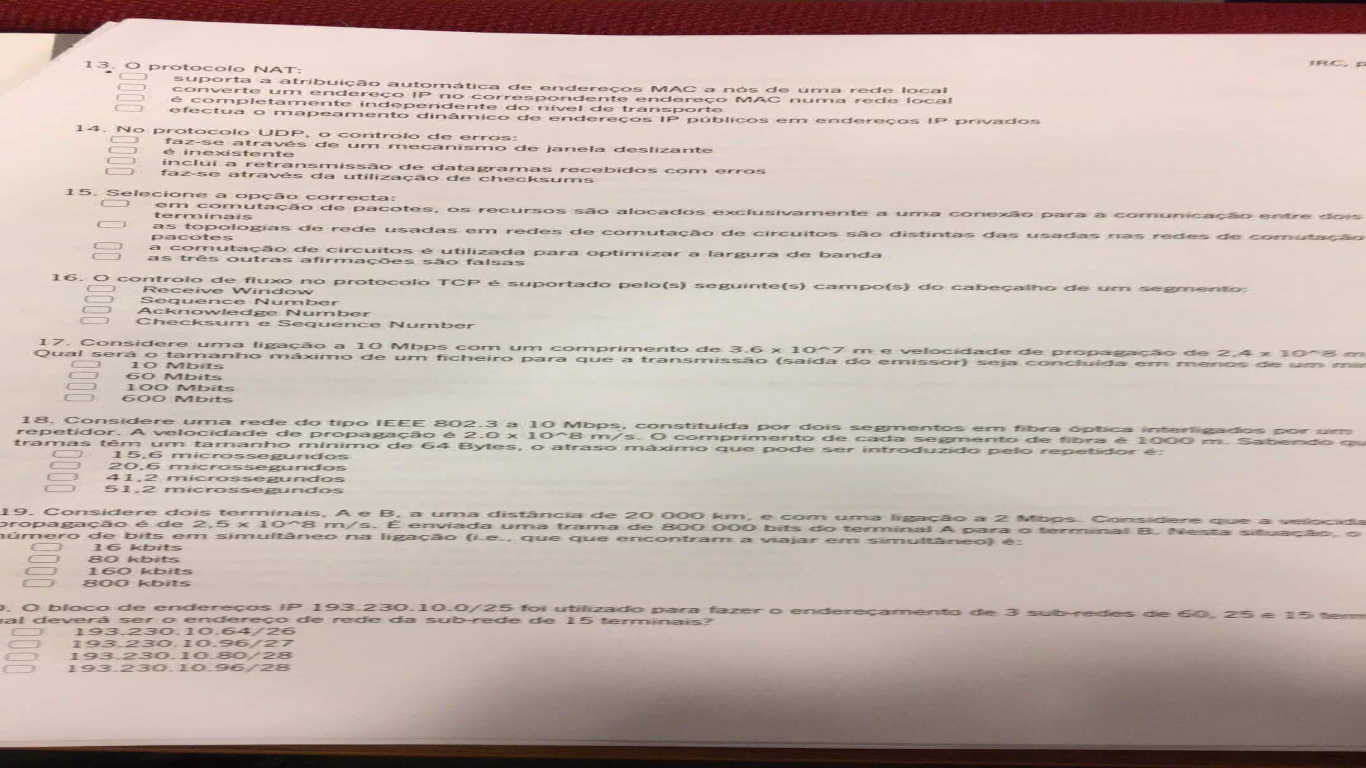 IRC, p
13. O protocolo NAT:
suporta a atribuição automática de endereços MAC a nós de uma rede local
converte um endereço IP no correspondente endereço MAC numa rede local
é completamente independente do nível de transporte
efectua o mapeamento dinâmico de endereços IP públicos em endereços IP privados
14. No protocolo UDP, o controlo de erros:
faz-se através de um mecanismo de janela deslizante
é inexistente
inclui a retransmissão de datagramas recebidos com erros
faz-se através da utilização de checksums
15. Selecione a opção correcta:
em comutação de pacotes, os recursos são alocados exclusivamente a uma conexão para a comunicação entre dois
terminais
as topologias de rede usadas em redes de comutação de circuitos são distintas das usadas nas redes de comutação
pacotes
a comutação de circuitos é utilizada para optimizar a largura de banda
as três outras afirmações são falsas
16. O controlo de fluxo no protocolo TCP é suportado pelo(s) seguinte(s) campo(s) do cabeçalho de um segmento:
Receive Window
Sequence Number
Acknowledge Number
Checksum e Sequence Number
17. Considere uma ligação a 10 Mbps com um comprimento de 3.6 x 10^7 m e velocidade de propagação de 2,4 x 10^8 m
Qual será o tamanho máximo de um ficheiro para que a transmissão (saída do emissor) seja concluída em menos de um
10 Mbits
60 Mbits
100 Mbits
600 Mbits
18. Considere uma rede do tipo IEEE 802.3 a 10 Mbps, constituída por dois segmentos em fibra óptica interligados por um
repetidor. A velocidade de propagação é 2.0 x 10^8 m/s. O comprimento de cada segmento de fibra é 1000 m. Sabendo qu
tramas têm um tamanho mínimo de 64 Bytes, o atraso máximo que pode ser introduzido pelo repetidor é:
15,6 microssegundos
20,6 microssegundos
41,2 microssegundos
51,2 microssegundos
19. Considere dois terminais, A e B, a uma distância de 20 000 km, e com uma ligação a 2 Mbps. Considere que a velocida
propagação é de 2,5 x 10^8 m/s. É enviada uma trama de 800 000 bits do terminal A para o terminal B. Nesta situação, o
número de bits em simultâneo na ligação (i.e., que que encontram a viajar em simultâneo) é:
16 kbits
80 kbits
160 kbits
800 kbits
. O bloco de endereços IP 193.230.10.0/25 foi utilizado para fazer o endereçamento de 3 sub-redes de 60, 25 e 15 term
al deverá ser o endereço de rede da sub-rede de 15 terminais?
193.230.10.64/26
193.230.10.96/27
193.230.10.80/28
193.230.10.96/28